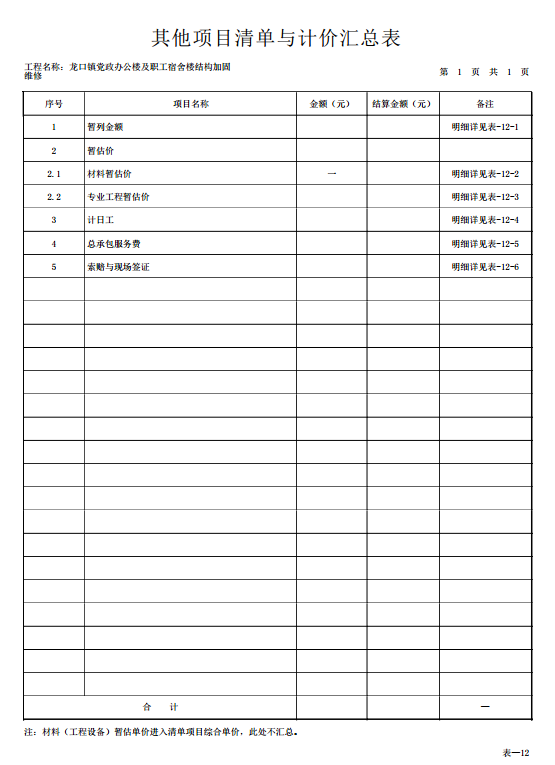 其他项目清单与计价汇总表
工程名称：龙口镇党政办公楼及职工宿舍楼结构加固
维修
第 1 页 共 1 页
序号 项目名称 金额（元） 结算金额（元） 备注
1 暂列金额 明细详见表-12-1
2 暂估价
2.1 材料暂估价 — 明细详见表-12-2
2.2 专业工程暂估价 明细详见表-12-3
3 计日工 明细详见表-12-4
4 总承包服务费 明细详见表-12-5
5 索赔与现场签证 明细详见表-12-6
合 计 —
注：材料（工程设备）暂估单价进入清单项目综合单价，此处不汇总。
表—12